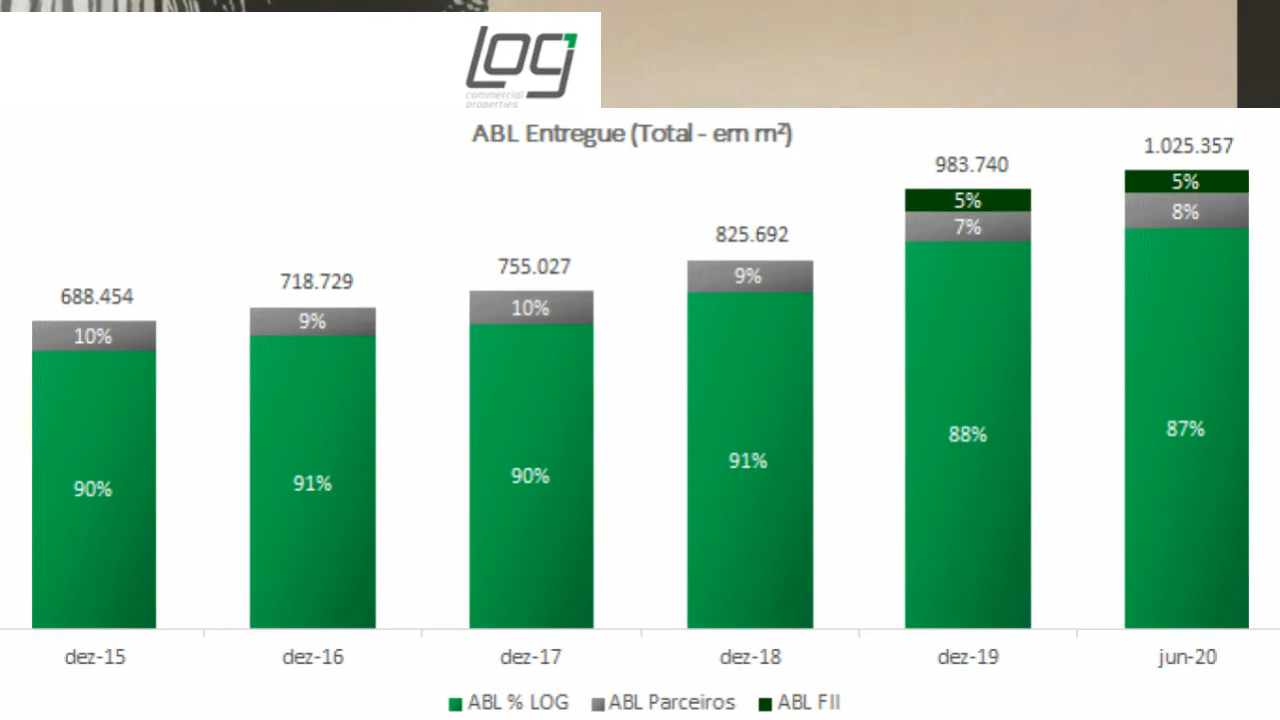 Log
commercial
properties
ABL Entregue (Total - em m²)
688.454
718.729
755.027
825.692
983.740
1.025.357
10%
9%
10%
9%
5%
7%
5%
8%
90%
91%
90%
91%
88%
87%
dez-15
dez-16
dez-17
dez-18
dez-19
jun-20
ABL % LOG
ABL Parceiros
ABL FII